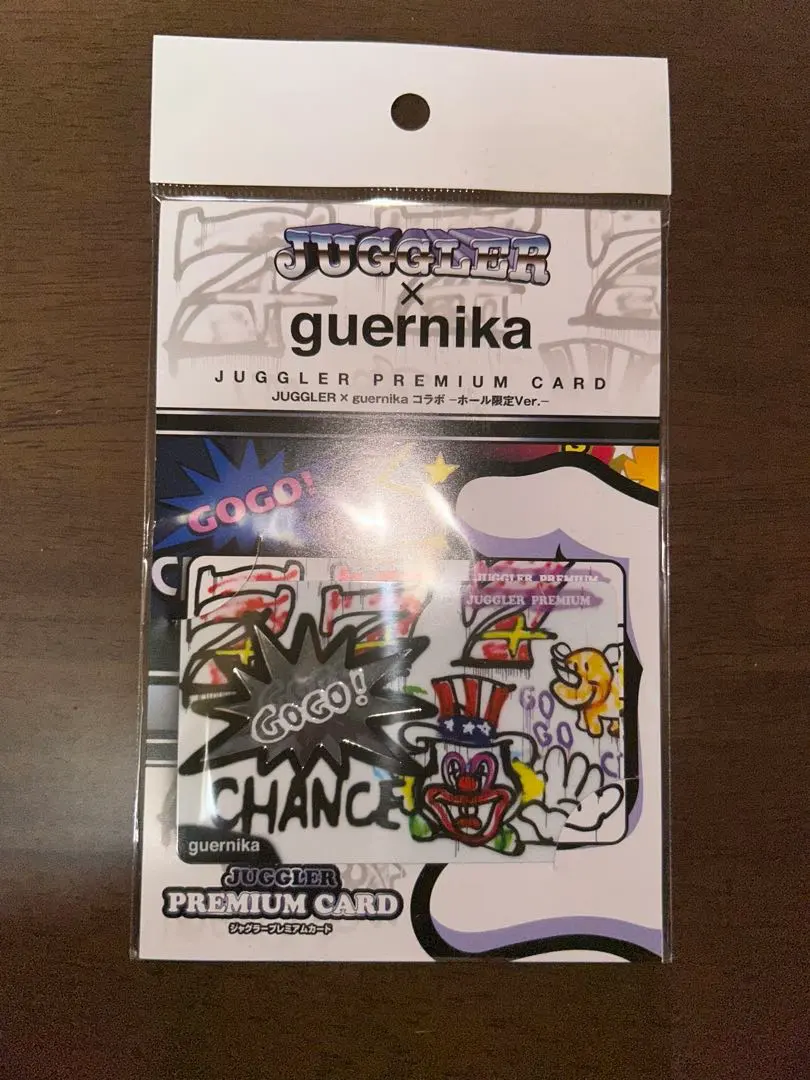 JUGGLER
×
guernika
JUGGLER PREMIUM CARD
JUGGLER × guernika コラボ −ホール限定Ver.−
GOGO!
JUGGLER PREMIUM
JUGGLER PREMIUM
GOGO!
GO
GO
CHANCE
guernika
JUGGLER
PREMIUM CARD
ジャグラープレミアムカード